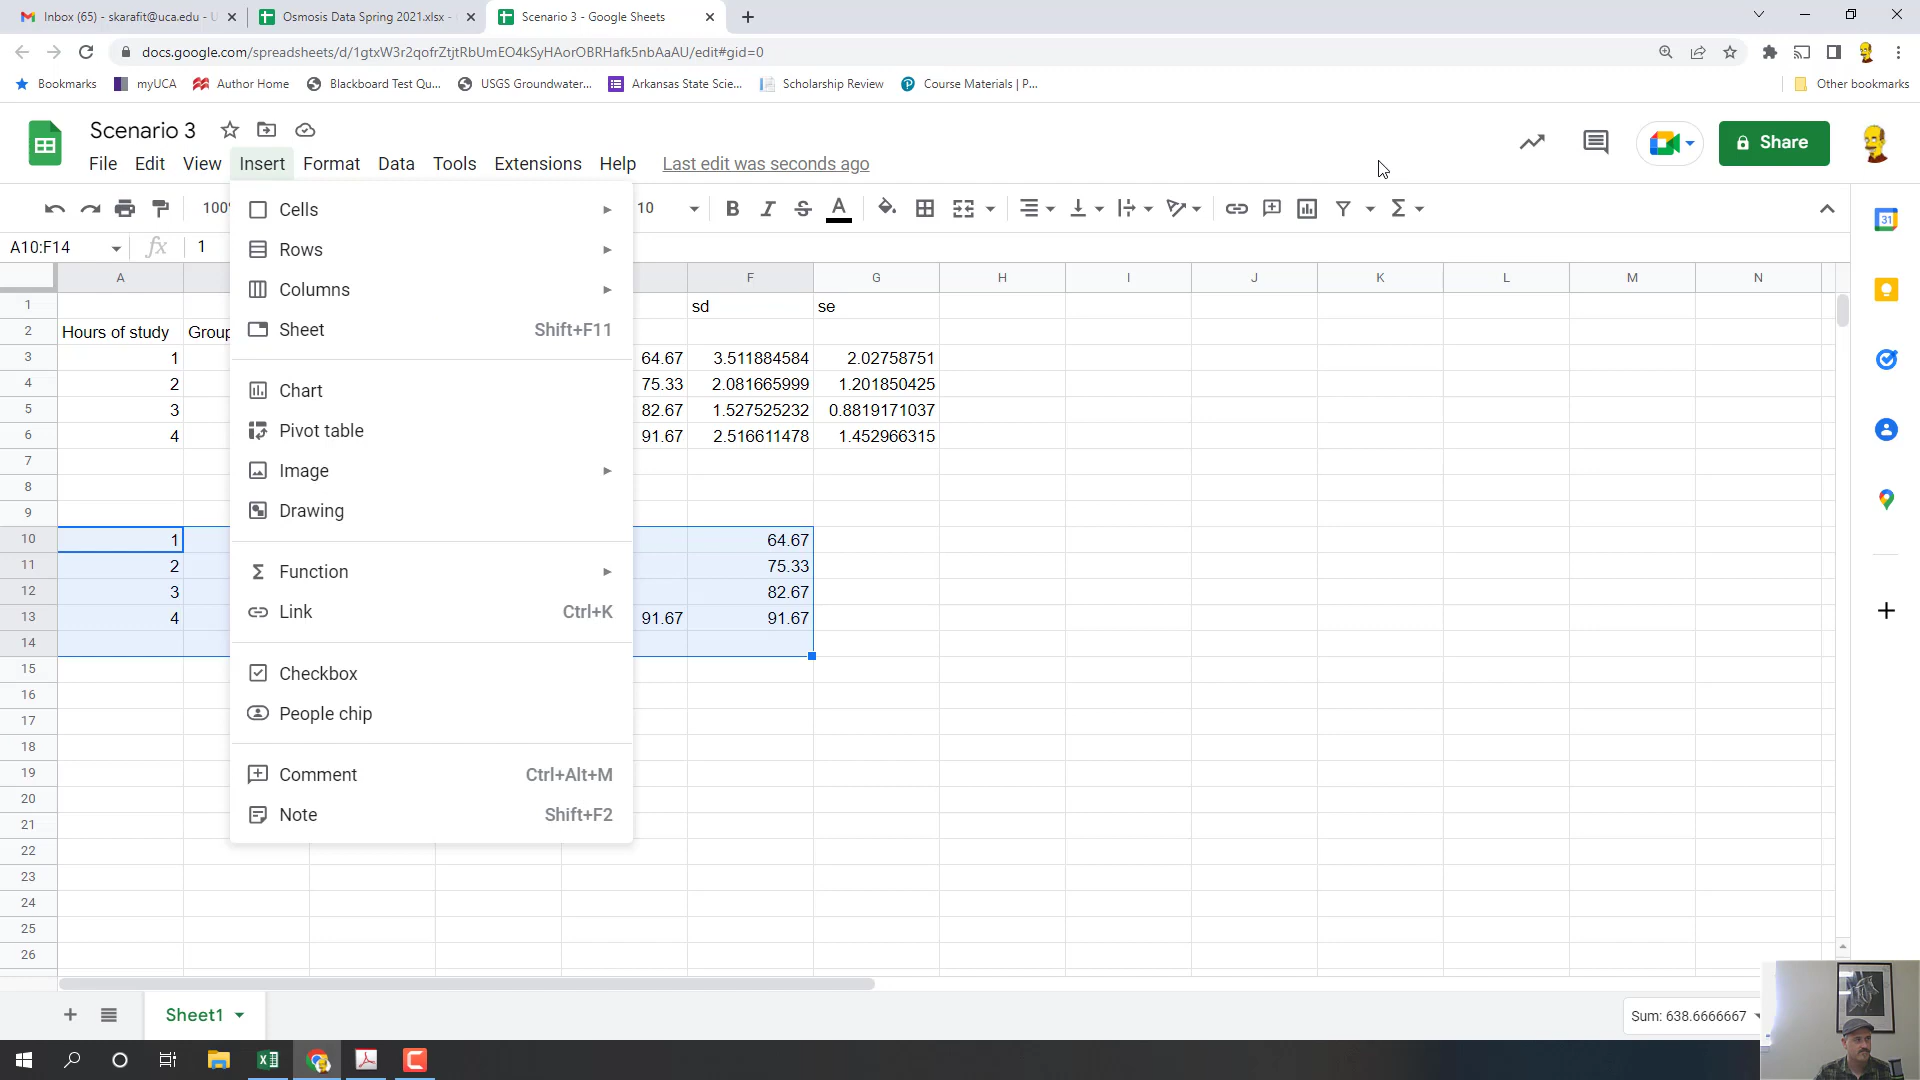 Inbox (65) - skarafit@uca.edu - U
Osmosis Data Spring 2021.xlsx -
Scenario 3 - Google Sheets
docs.google.com/spreadsheets/d/1gtxW3r2qofrZtjtRbUmEO4kSyHAorOBRHafk5nbAaAU/edit#gid=0
Bookmarks myUCA Author Home Blackboard Test Qu... USGS Groundwater... Arkansas State Scie... Scholarship Review Course Materials | P... Other bookmarks
Scenario 3
File Edit View Insert Format Data Tools Extensions Help Last edit was seconds ago
Share
100 10 B I S A
A10:F14 fx 1
A F G H I J K L M N
1 sd se
2 Hours of study Group
3 1 64.67 3.511884584 2.02758751
4 2 75.33 2.081665999 1.201850425
5 3 82.67 1.527525232 0.8819171037
6 4 91.67 2.516611478 1.452966315
7
8
9
10 1 64.67
11 2 75.33
12 3 82.67
13 4 91.67 91.67
14
15
16
17
18
19
20
21
22
23
24
25
26
Cells
Rows
Columns
Sheet Shift+F11
Chart
Pivot table
Image
Drawing
Function
Link Ctrl+K
Checkbox
People chip
Comment Ctrl+Alt+M
Note Shift+F2
31
Sheet1
Sum: 638.6666667